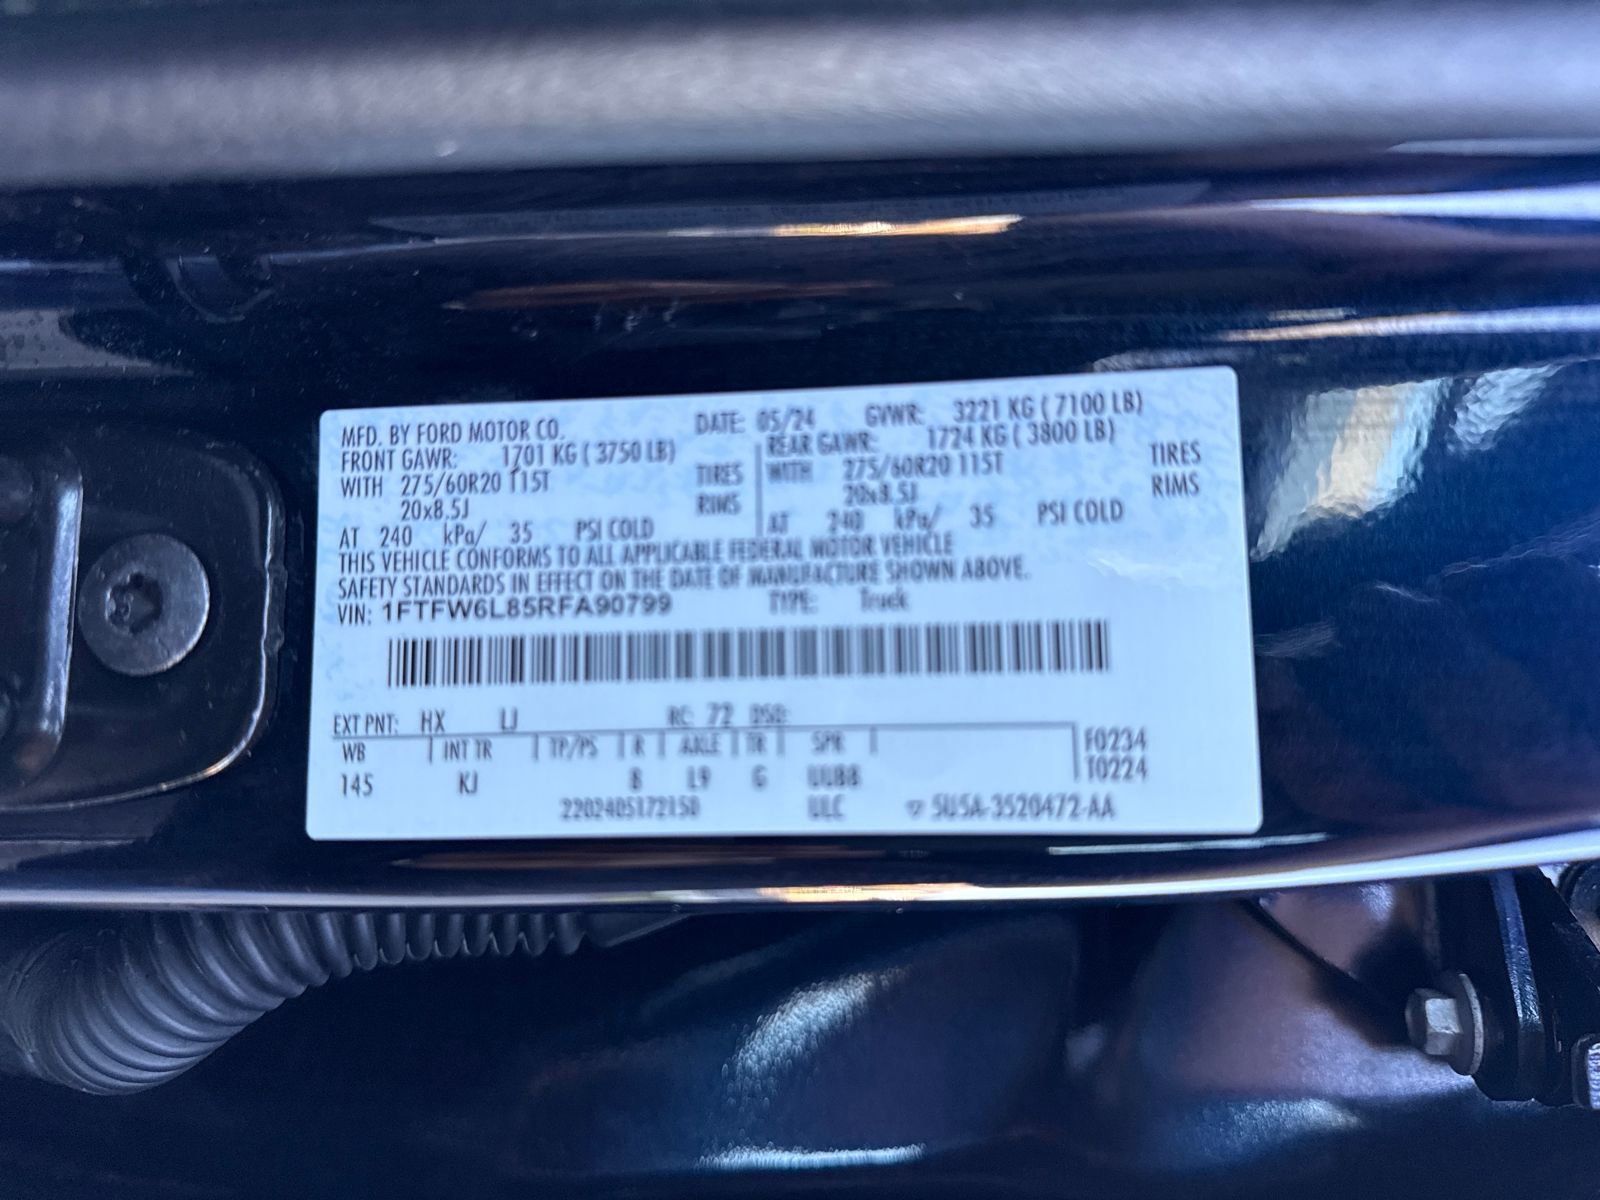 MFD. BY FORD MOTOR CO. DATE: 05/24 GVWR: 3221 KG ( 7100 LB)
FRONT GAWR: 1701 KG ( 3750 LB) REAR GAWR: 1724 KG ( 3800 LB)
WITH 275/60R20 115T TIRES WITH 275/60R20 115T TIRES
20x8.5J RIMS 20x8.5J RIMS
AT 240 kPa/ 35 PSI COLD AT 240 kPa/ 35 PSI COLD
THIS VEHICLE CONFORMS TO ALL APPLICABLE FEDERAL MOTOR VEHICLE
SAFETY STANDARDS IN EFFECT ON THE DATE OF MANUFACTURE SHOWN ABOVE.
VIN: 1FTFW6L85RFA90799 TYPE: Truck
EXT PNT: HX LJ RC: 72 DSO:
WB | INT TR | TP/PS | R | AXLE | TR | SPR | F0234
145 KJ 8 L9 G UUBB T0224
2202405172150 ULC ▽ 5U5A-3520472-AA